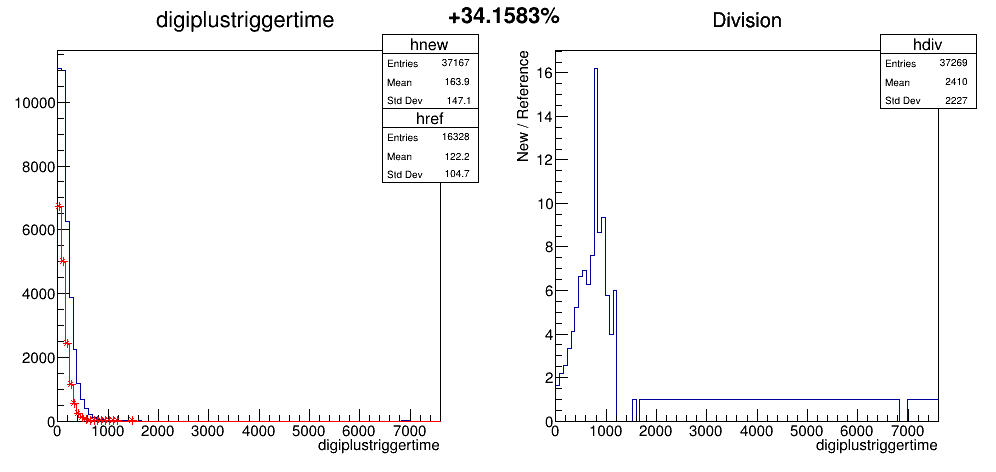 digiplustriggertime
+34.1583%
Division
hnew
Entries 37167
Mean 163.9
Std Dev 147.1
href
Entries 16328
Mean 122.2
Std Dev 104.7
10000
8000
6000
4000
2000
0
0 1000 2000 3000 4000 5000 6000 7000
digiplustriggertime
hdiv
Entries 37269
Mean 2410
Std Dev 2227
New / Reference
16
14
12
10
8
6
4
2
0
0 1000 2000 3000 4000 5000 6000 7000
digiplustriggertime